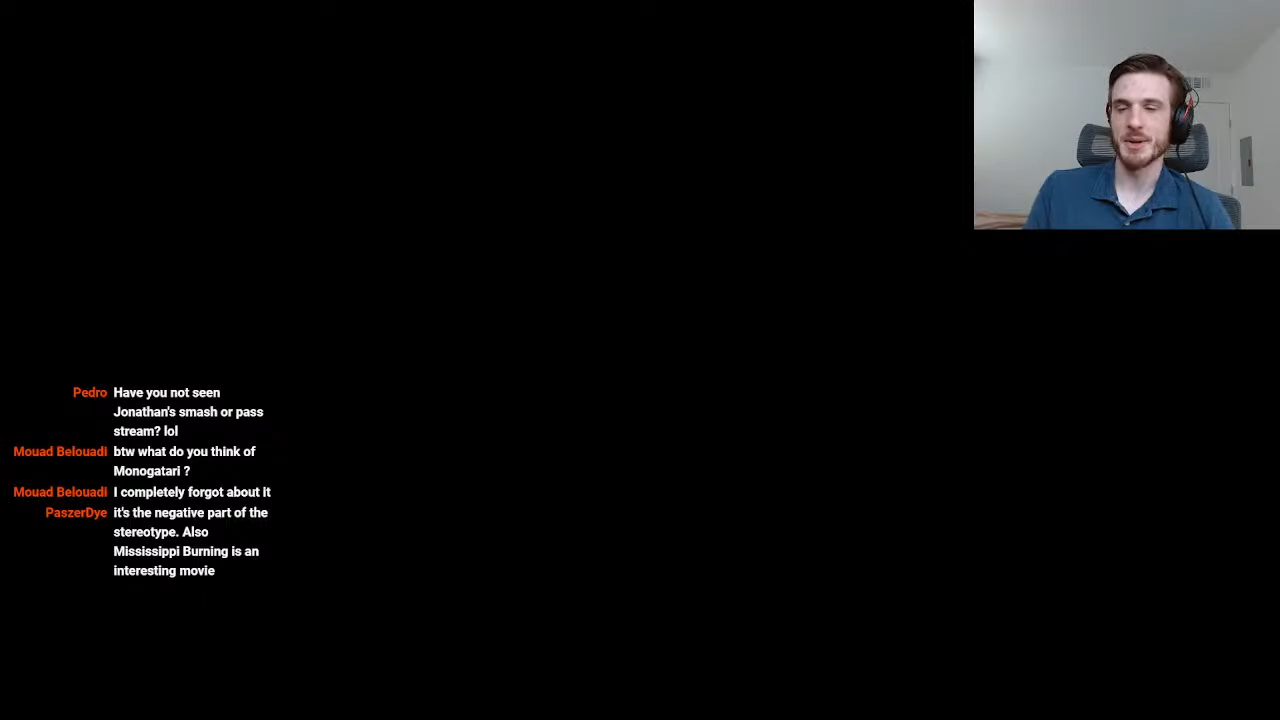 Pedro Have you not seen
Jonathan's smash or pass
stream? lol
Mouad Belouadi btw what do you think of
Monogatari ?
Mouad Belouadi I completely forgot about it
PaszerDye it's the negative part of the
stereotype. Also
Mississippi Burning is an
interesting movie